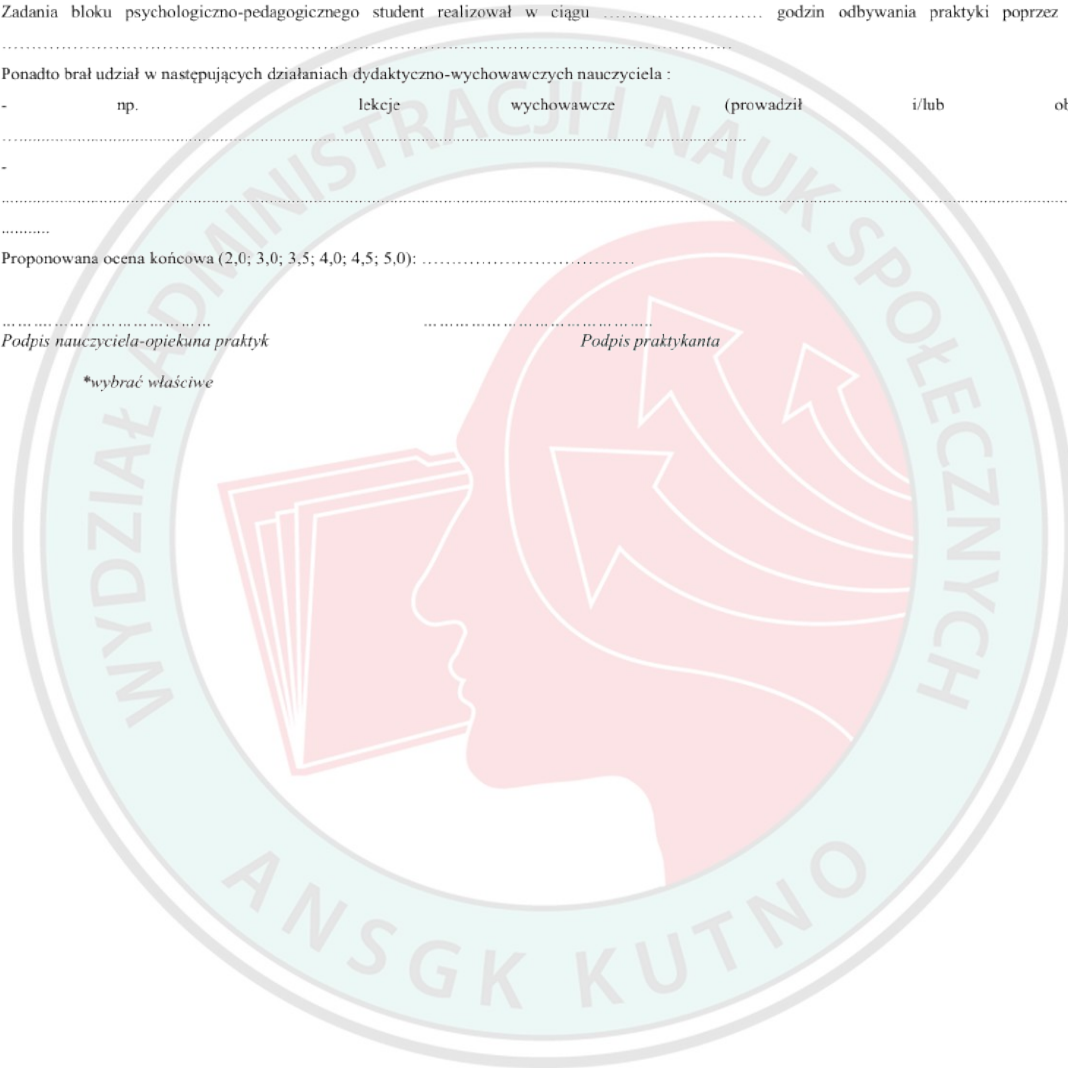 Zadania bloku psychologiczno-pedagogicznego student realizował w ciągu ........................... godzin odbywania praktyki poprzez
..............................................................................................................................
Ponadto brał udział w następujących działaniach dydaktyczno-wychowawczych nauczyciela :
- np. lekcje wychowawcze (prowadził i/lub
..............................................................................................................................
-
....................................................................................................................................................................................
...........
Proponowana ocena końcowa (2,0; 3,0; 3,5; 4,0; 4,5; 5,0): ....................................
....................................... .......................................
Podpis nauczyciela-opiekuna praktyk Podpis praktykanta
*wybrać właściwe
WYDZIAŁ ADMINISTRACJI I NAUK SPOŁECZNYCH
ANSGK KUTNO